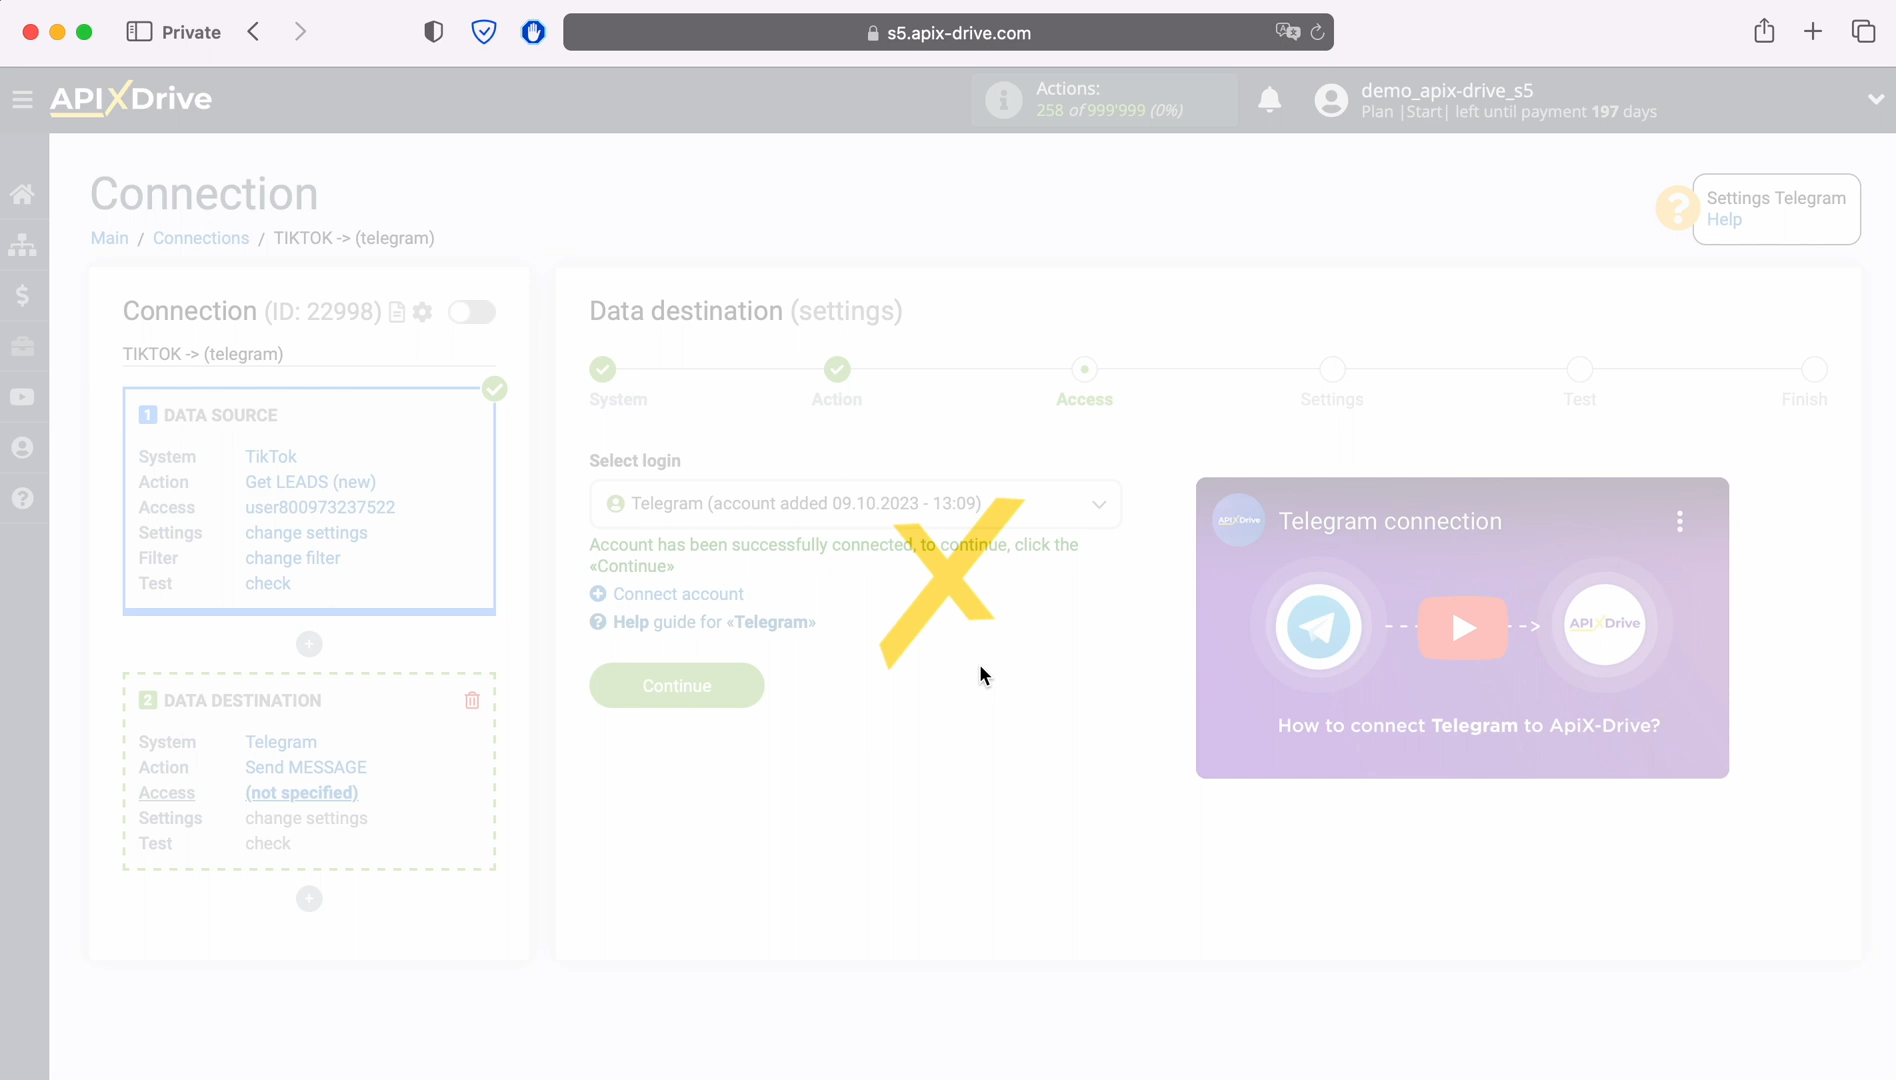 Private
s5.apix-drive.com
APIXDrive
Actions:
258 of 999'999 (0%)
demo_apix-drive_s5
Plan |Start| left until payment 197 days
Connection
Main / Connections / TIKTOK -> (telegram)
Settings Telegram
Help
Connection (ID: 22998)
TIKTOK -> (telegram)
1 DATA SOURCE
System TikTok
Action Get LEADS (new)
Access user800973237522
Settings change settings
Filter change filter
Test check
2 DATA DESTINATION
System Telegram
Action Send MESSAGE
Access (not specified)
Settings change settings
Test check
Data destination (settings)
System Action Access Settings Test Finish
Select login
Telegram (account added 09.10.2023 - 13:09)
Account has been successfully connected, to continue, click the
«Continue»
Connect account
Help guide for «Telegram»
Continue
APIXDrive
Telegram connection
APIXDrive
How to connect Telegram to ApiX-Drive?